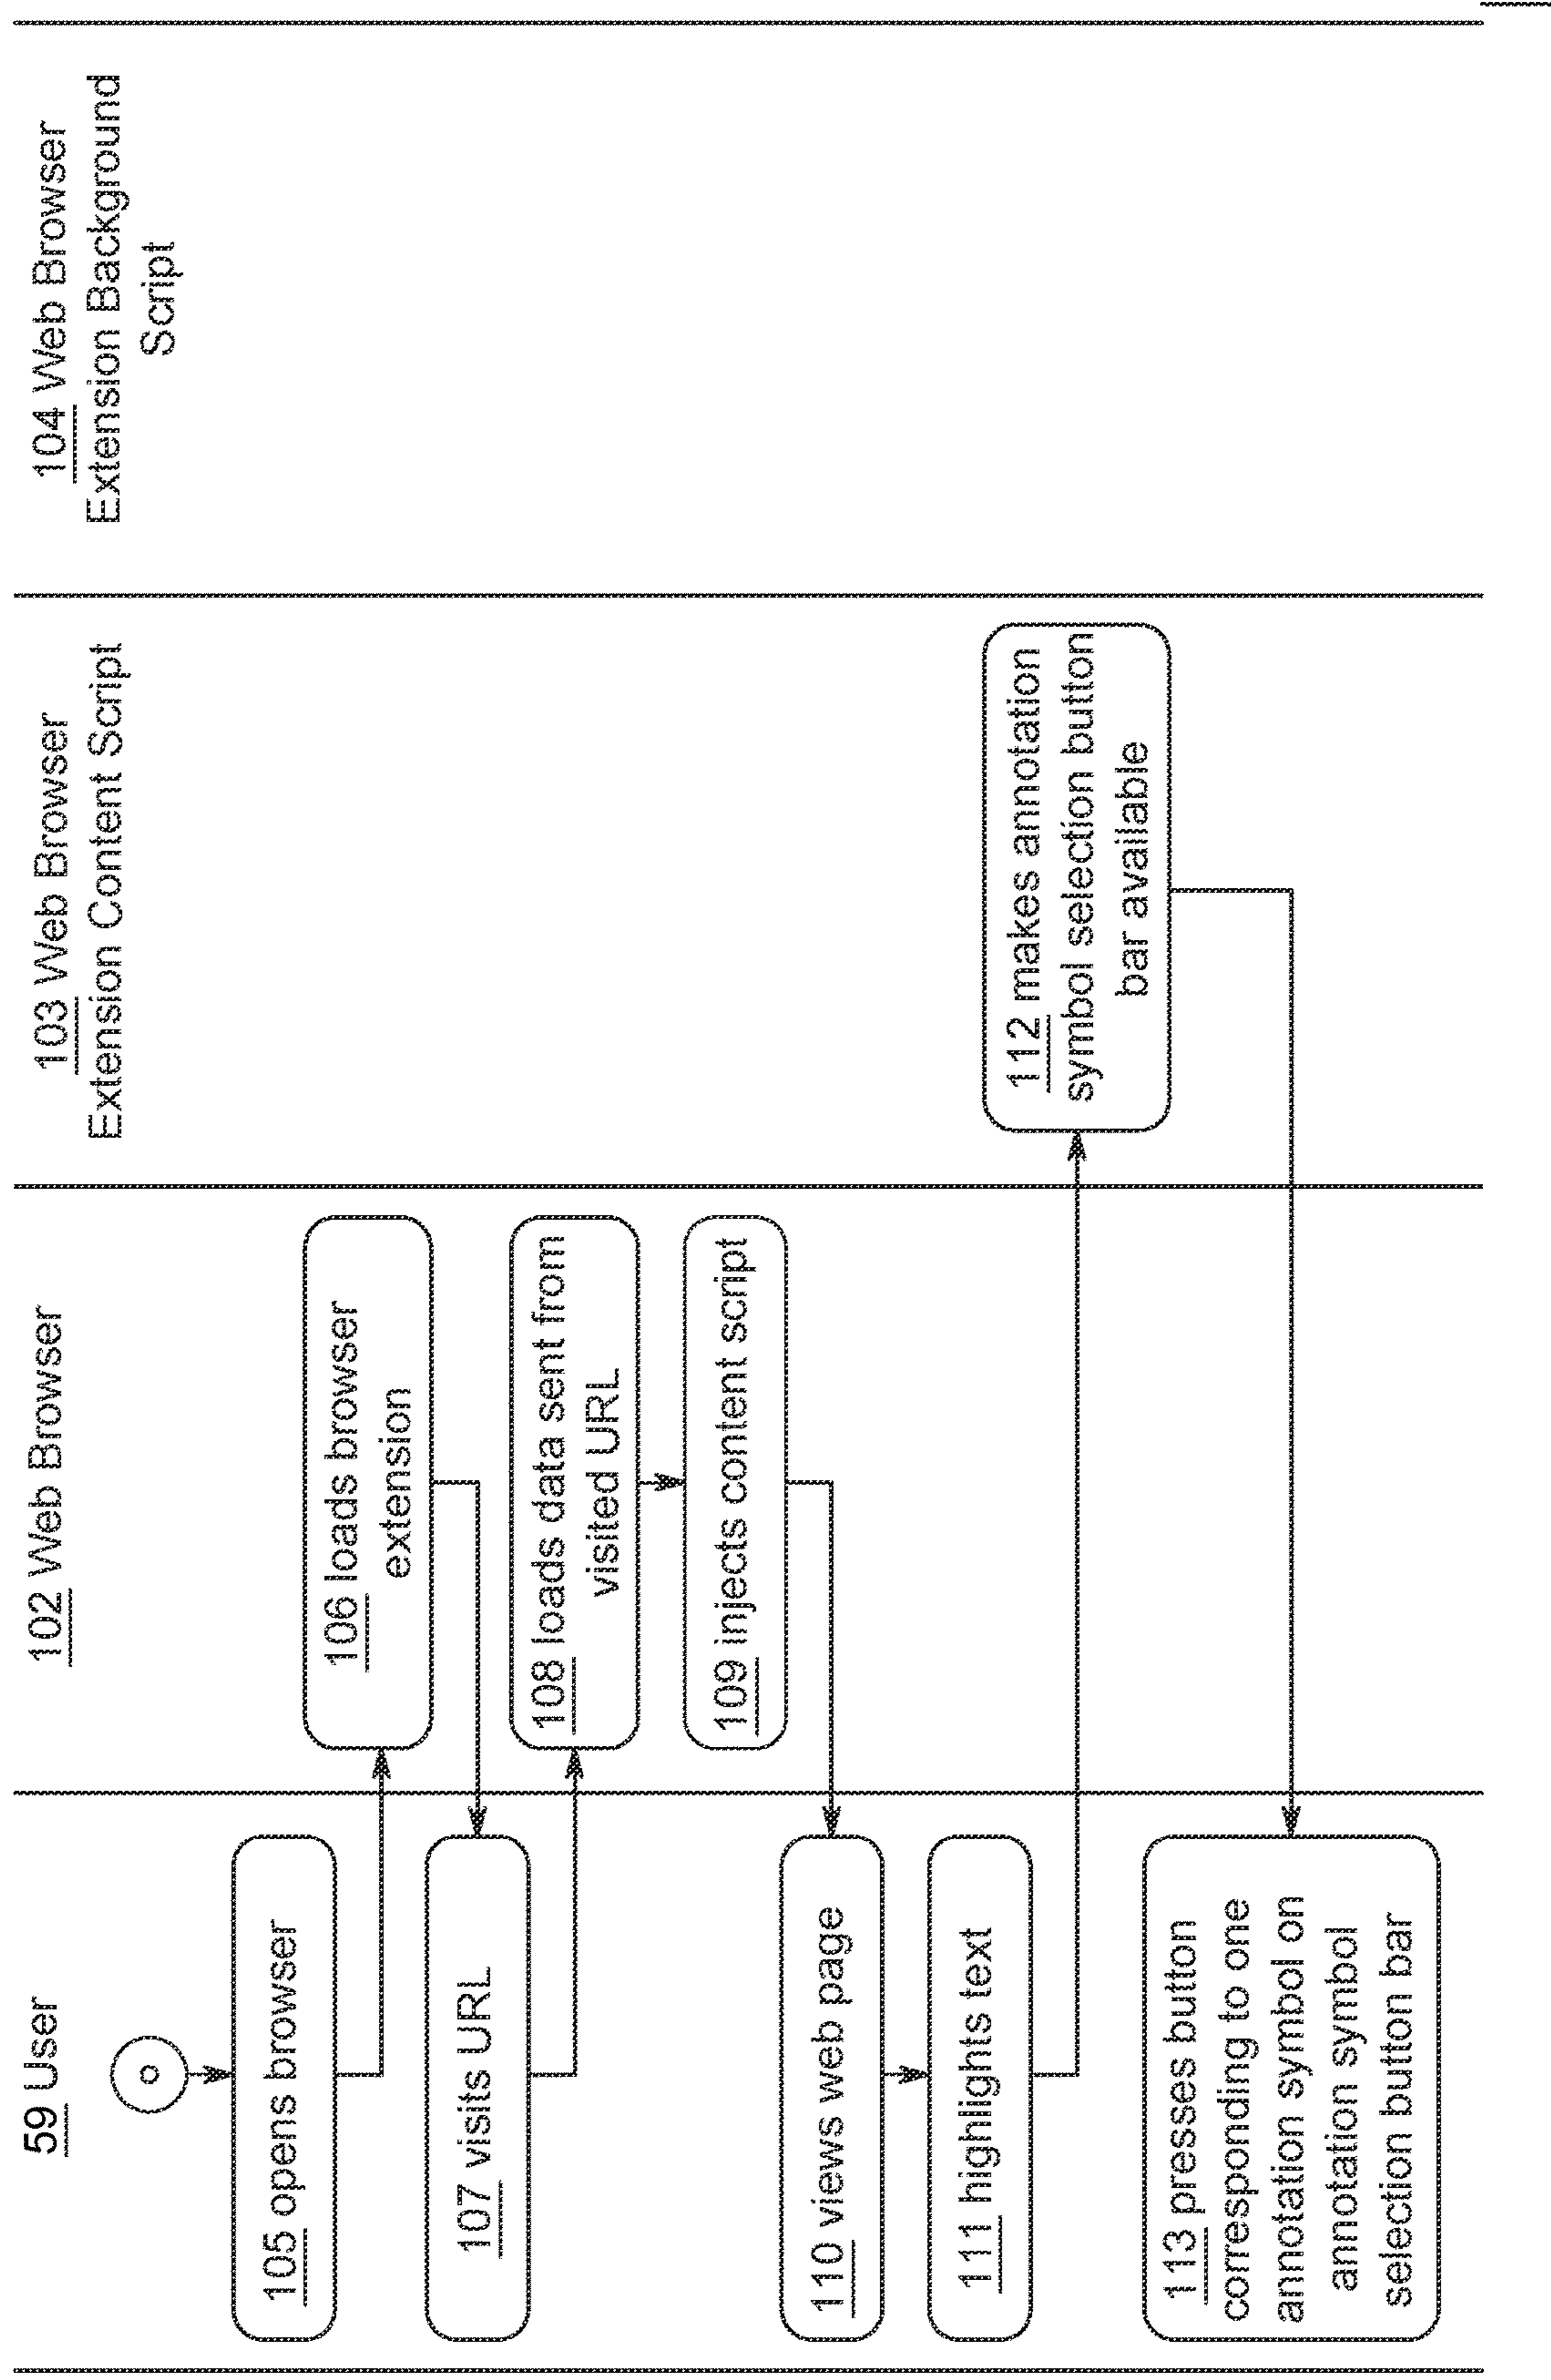 59 User
102 Web Browser
103 Web Browser
Extension Content Script
104 Web Browser
Extension Background
Script
105 opens browser
106 loads browser
extension
107 visits URL
108 loads data sent from
visited URL
109 injects content script
110 views web page
111 highlights text
112 makes annotation
symbol selection button
bar available
113 presses button
corresponding to one
annotation symbol on
annotation symbol
selection button bar